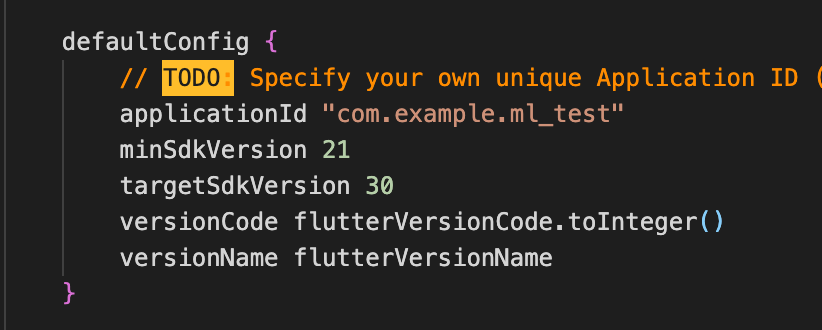 defaultConfig {
// TODO: Specify your own unique Application ID (
applicationId "com.example.ml_test"
minSdkVersion 21
targetSdkVersion 30
versionCode flutterVersionCode.toInteger()
versionName flutterVersionName
}